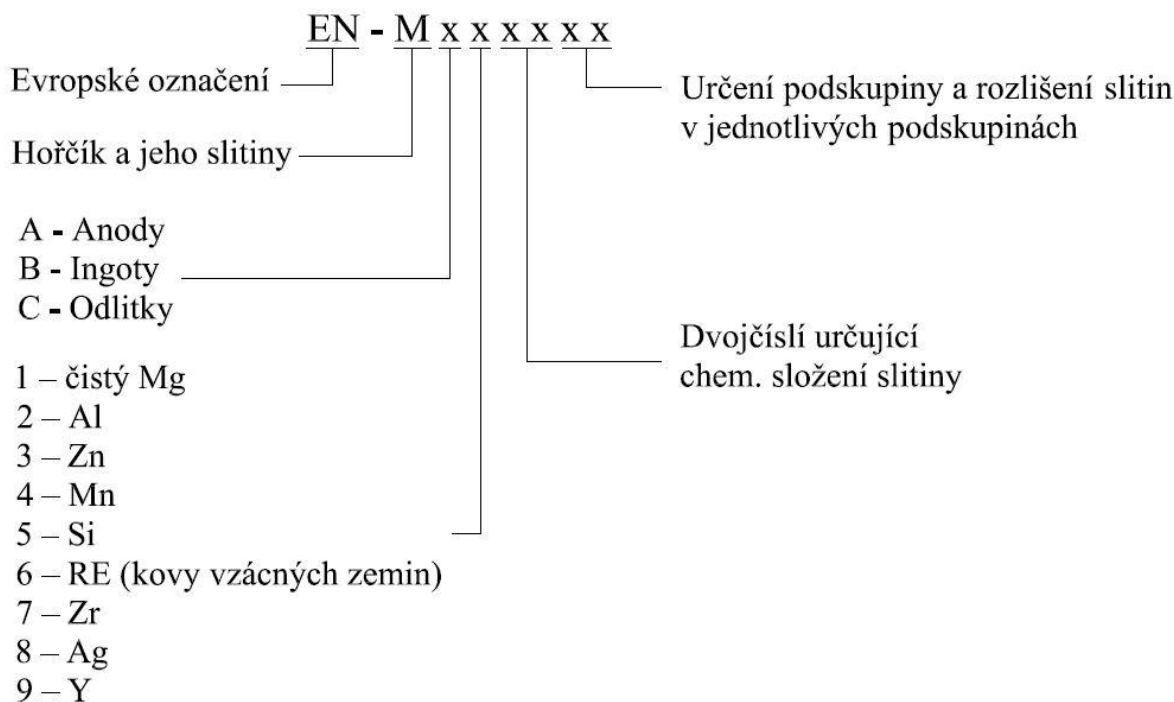 EN - M x x x x x x
Evropské označení
Hořčík a jeho slitiny
A - Anody
B - Ingoty
C - Odlitky
1 – čistý Mg
2 – Al
3 – Zn
4 – Mn
5 – Si
6 – RE (kovy vzácných zemin)
7 – Zr
8 – Ag
9 – Y
Určení podskupiny a rozlišení slitin
v jednotlivých podskupinách
Dvojčíslí určující
chem. složení slitiny